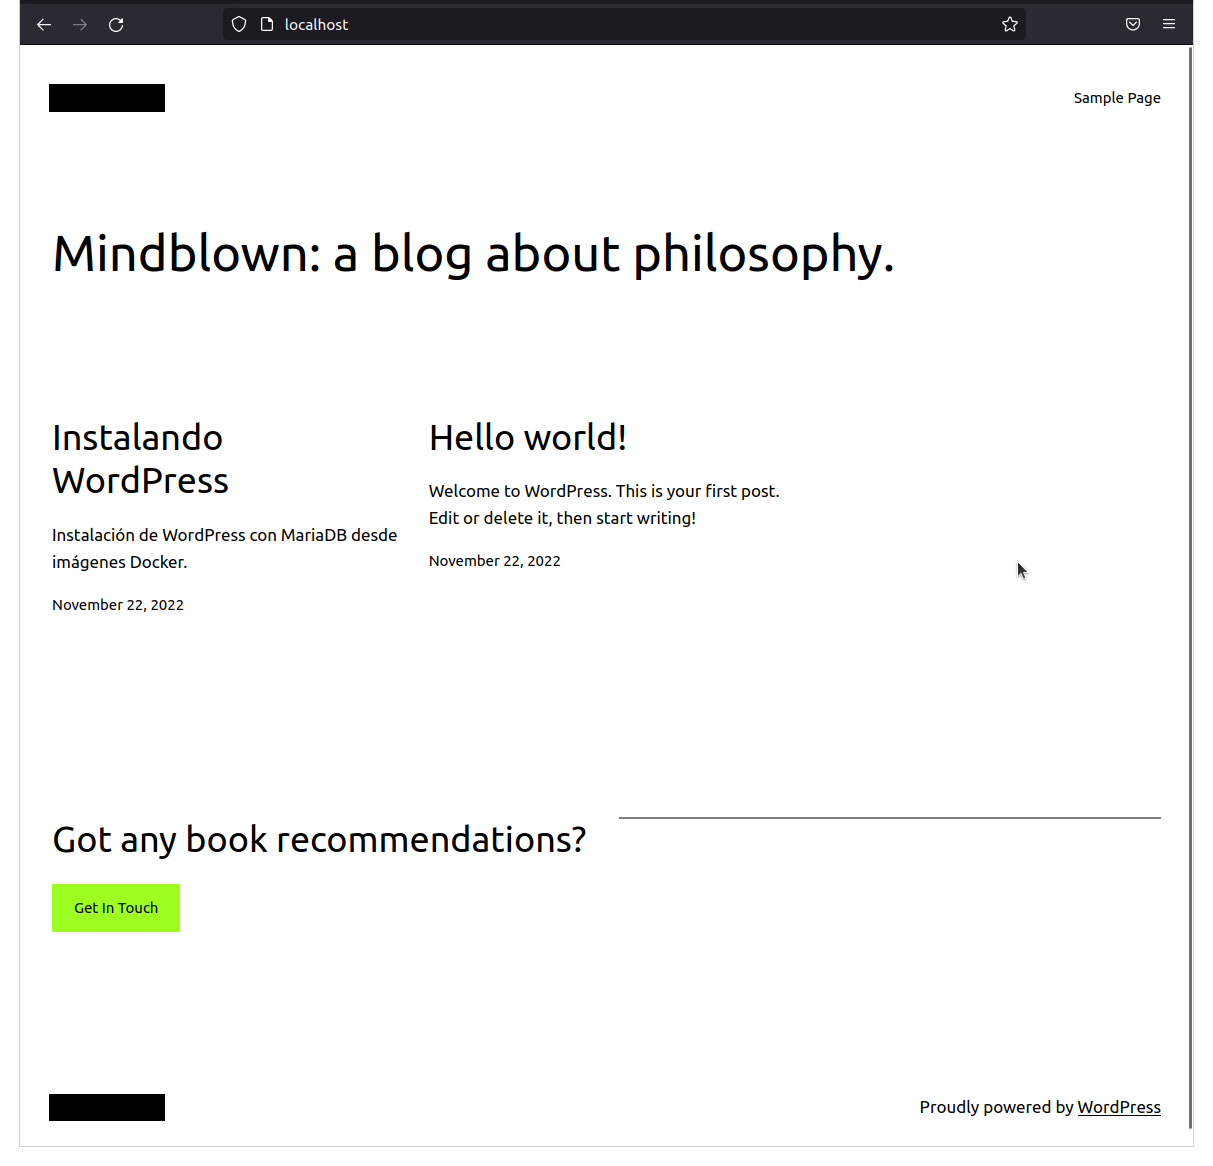 localhost
Sample Page
Mindblown: a blog about philosophy.
Instalando
WordPress
Instalación de WordPress con MariaDB desde
imágenes Docker.
November 22, 2022
Hello world!
Welcome to WordPress. This is your first post.
Edit or delete it, then start writing!
November 22, 2022
Got any book recommendations?
Get In Touch
Proudly powered by WordPress